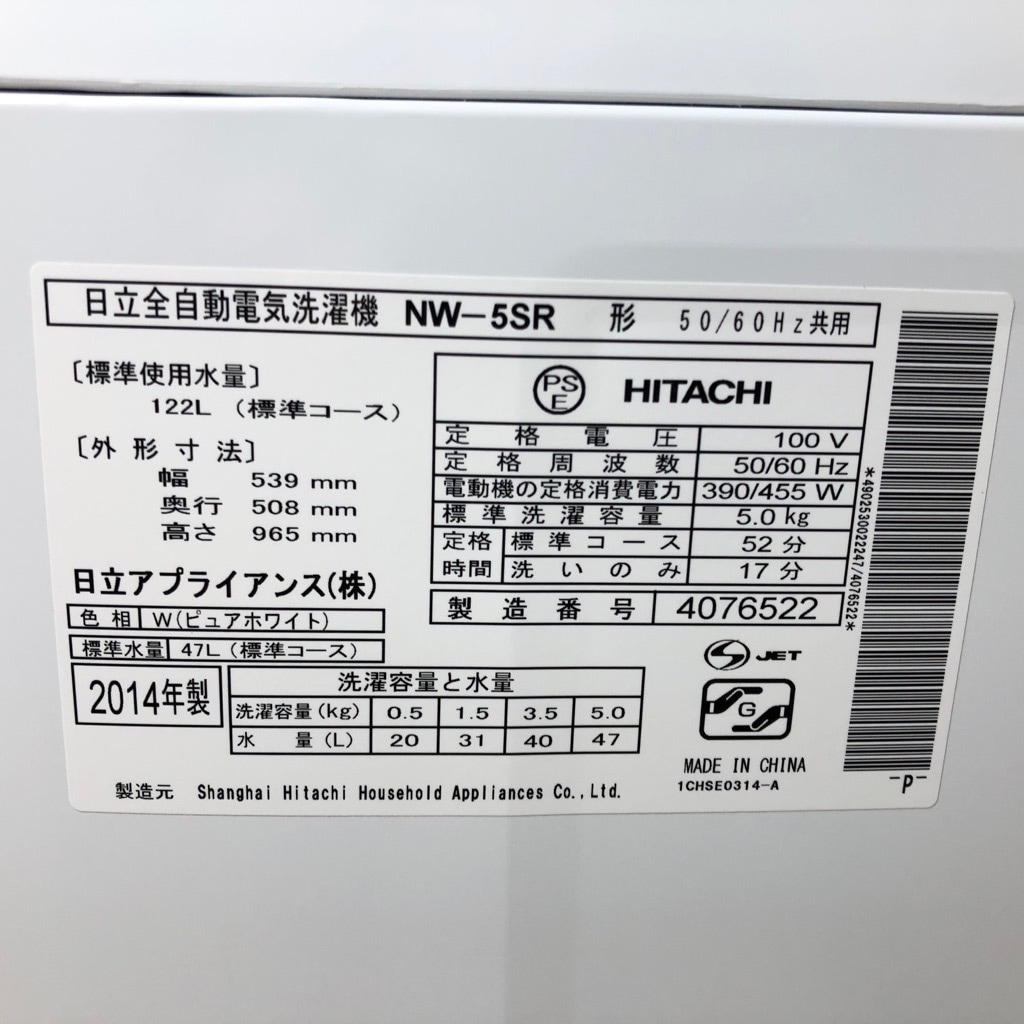 日立全自動電気洗濯機 NW-5SR 形 50/60Hz共用
〔標準使用水量〕
122L (標準コース)
〔外形寸法〕
幅 539 mm
奥行 508 mm
高さ 965 mm
日立アプライアンス(株)
色相 W(ピュアホワイト)
標準水量 47L (標準コース)
PSE HITACHI
定格電圧 100 V
定格周波数 50/60 Hz
電動機の定格消費電力 390/455 W
標準洗濯容量 5.0 kg
定格時間 標準コース 52 分
洗いのみ 17 分
製造番号 4076522
2014年製
洗濯容量と水量
洗濯容量(kg) 0.5 1.5 3.5 5.0
水量(L) 20 31 40 47
S JET
G
MADE IN CHINA
1CHSE0314-A
製造元 Shanghai Hitachi Household Appliances Co.,Ltd.
*4902530022247/4076522*
-P-